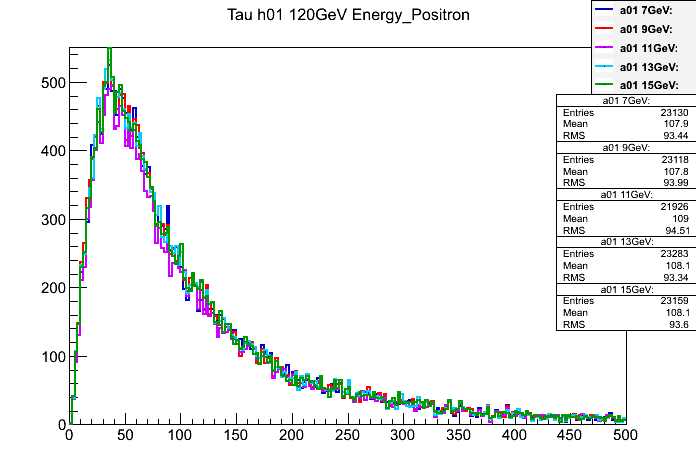 Tau h01 120GeV Energy_Positron
a01 7GeV:
a01 9GeV:
a01 11GeV:
a01 13GeV:
a01 15GeV:
a01 7GeV:
Entries 23130
Mean 107.9
RMS 93.44
a01 9GeV:
Entries 23118
Mean 107.8
RMS 93.99
a01 11GeV:
Entries 21926
Mean 109
RMS 94.51
a01 13GeV:
Entries 23283
Mean 108.1
RMS 93.34
a01 15GeV:
Entries 23159
Mean 108.1
RMS 93.6
500
400
300
200
100
0
0 50 100 150 200 250 300 350 400 450 500